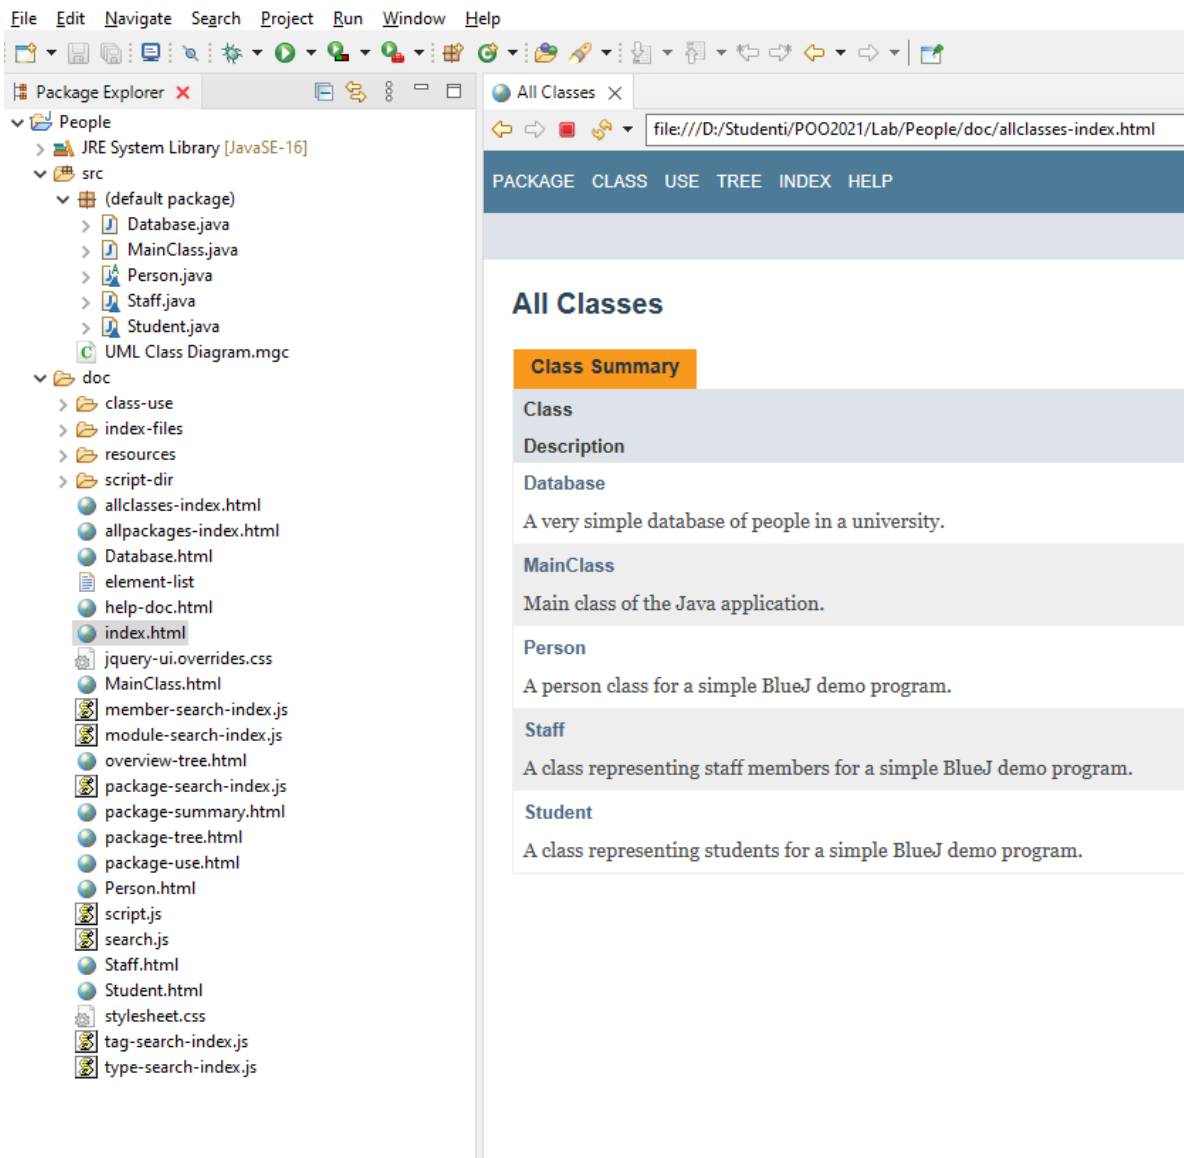 File Edit Navigate Search Project Run Window Help
Package Explorer
People
JRE System Library [JavaSE-16]
src
(default package)
Database.java
MainClass.java
Person.java
Staff.java
Student.java
UML Class Diagram.mgc
doc
class-use
index-files
resources
script-dir
allclasses-index.html
allpackages-index.html
Database.html
element-list
help-doc.html
index.html
jquery-ui.overrides.css
MainClass.html
member-search-index.js
module-search-index.js
overview-tree.html
package-search-index.js
package-summary.html
package-tree.html
package-use.html
Person.html
script.js
search.js
Staff.html
Student.html
stylesheet.css
tag-search-index.js
type-search-index.js
All Classes
file:///D:/Studenti/POO2021/Lab/People/doc/allclasses-index.html
PACKAGE CLASS USE TREE INDEX HELP
All Classes
Class Summary
Class
Description
Database
A very simple database of people in a university.
MainClass
Main class of the Java application.
Person
A person class for a simple BlueJ demo program.
Staff
A class representing staff members for a simple BlueJ demo program.
Student
A class representing students for a simple BlueJ demo program.